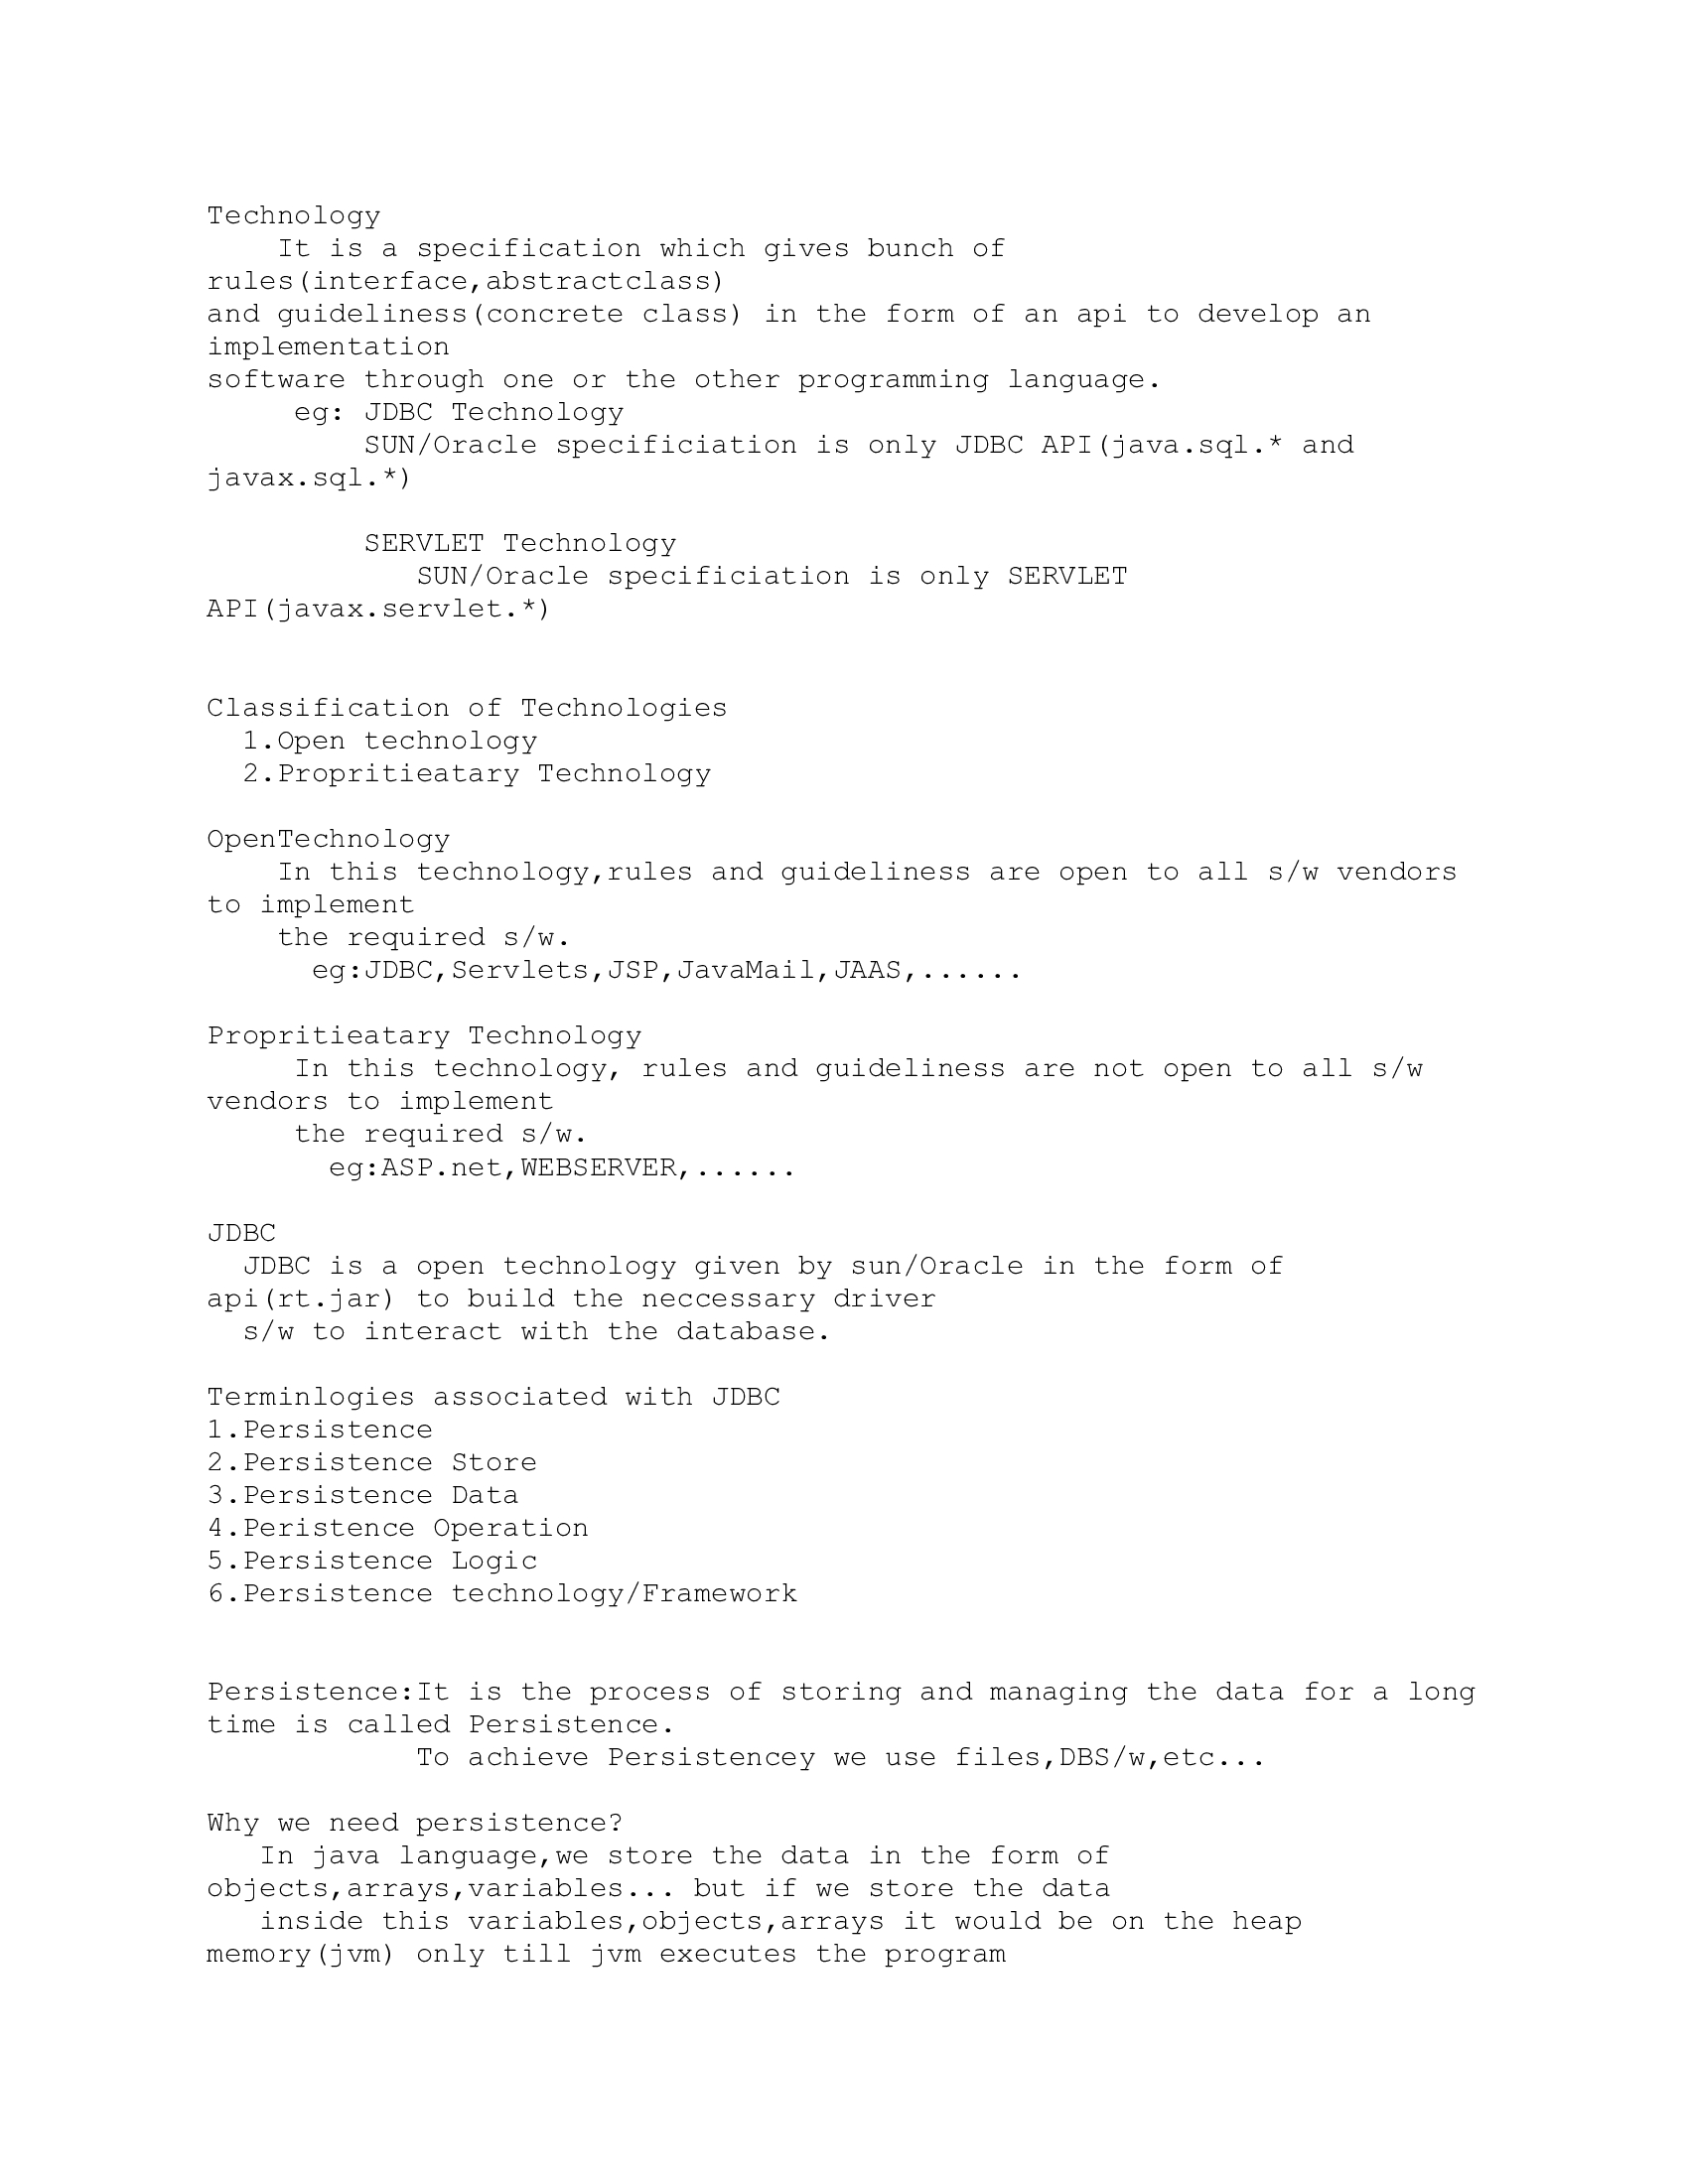 Technology
It is a specification which gives bunch of
rules(interface,abstractclass)
and guideliness(concrete class) in the form of an api to develop an
implementation
software through one or the other programming language.
eg: JDBC Technology
SUN/Oracle specificiation is only JDBC API(java.sql.* and
javax.sql.*)
SERVLET Technology
SUN/Oracle specificiation is only SERVLET
API(javax.servlet.*)
Classification of Technologies
1.Open technology
2.Propritieatary Technology
OpenTechnology
In this technology,rules and guideliness are open to all s/w vendors
to implement
the required s/w.
eg:JDBC,Servlets,JSP,JavaMail,JAAS,......
Propritieatary Technology
In this technology, rules and guideliness are not open to all s/w
vendors to implement
the required s/w.
eg:ASP.net,WEBSERVER,......
JDBC
JDBC is a open technology given by sun/Oracle in the form of
api(rt.jar) to build the neccessary driver
s/w to interact with the database.
Terminlogies associated with JDBC
1.Persistence
2.Persistence Store
3.Persistence Data
4.Peristence Operation
5.Persistence Logic
6.Persistence technology/Framework
Persistence:It is the process of storing and managing the data for a long
time is called Persistence.
To achieve Persistencey we use files,DBS/w,etc...
Why we need persistence?
In java language,we store the data in the form of
objects,arrays,variables... but if we store the data
inside this variables,objects,arrays it would be on the heap
memory(jvm) only till jvm executes the program